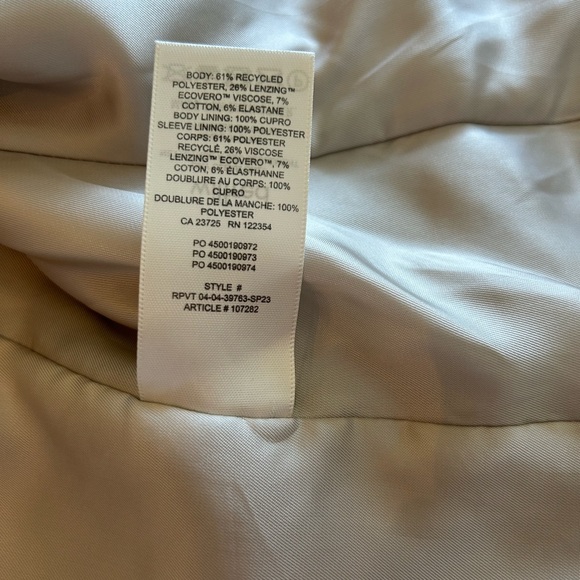 BODY: 61% RECYCLED
POLYESTER, 26% LENZING™
ECOVERO™ VISCOSE, 7%
COTTON, 6% ELASTANE
BODY LINING: 100% CUPRO
SLEEVE LINING: 100% POLYESTER
CORPS: 61% POLYESTER
RECYCLÉ, 26% VISCOSE
LENZING™ ECOVERO™, 7%
COTON, 6% ÉLASTHANNE
DOUBLURE AU CORPS: 100%
CUPRO
DOUBLURE DE LA MANCHE: 100%
POLYESTER
CA 23725 RN 122354
PO 4500190972
PO 4500190973
PO 4500190974
STYLE #
RPVT 04-04-39763-SP23
ARTICLE # 107282